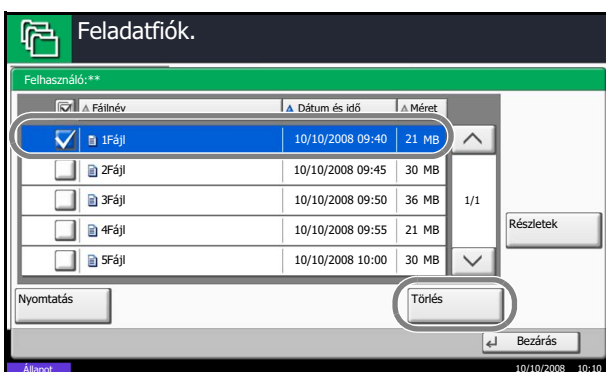 Feladatfiók.
Felhasználó:**
Fáilnév Dátum és idő Méret
1Fájl 10/10/2008 09:40 21 MB
2Fájl 10/10/2008 09:45 30 MB
3Fájl 10/10/2008 09:50 36 MB 1/1
4Fájl 10/10/2008 09:55 21 MB Részletek
5Fájl 10/10/2008 10:00 30 MB
Nyomtatás Törlés
Bezárás
Állapot 10/10/2008 10:10